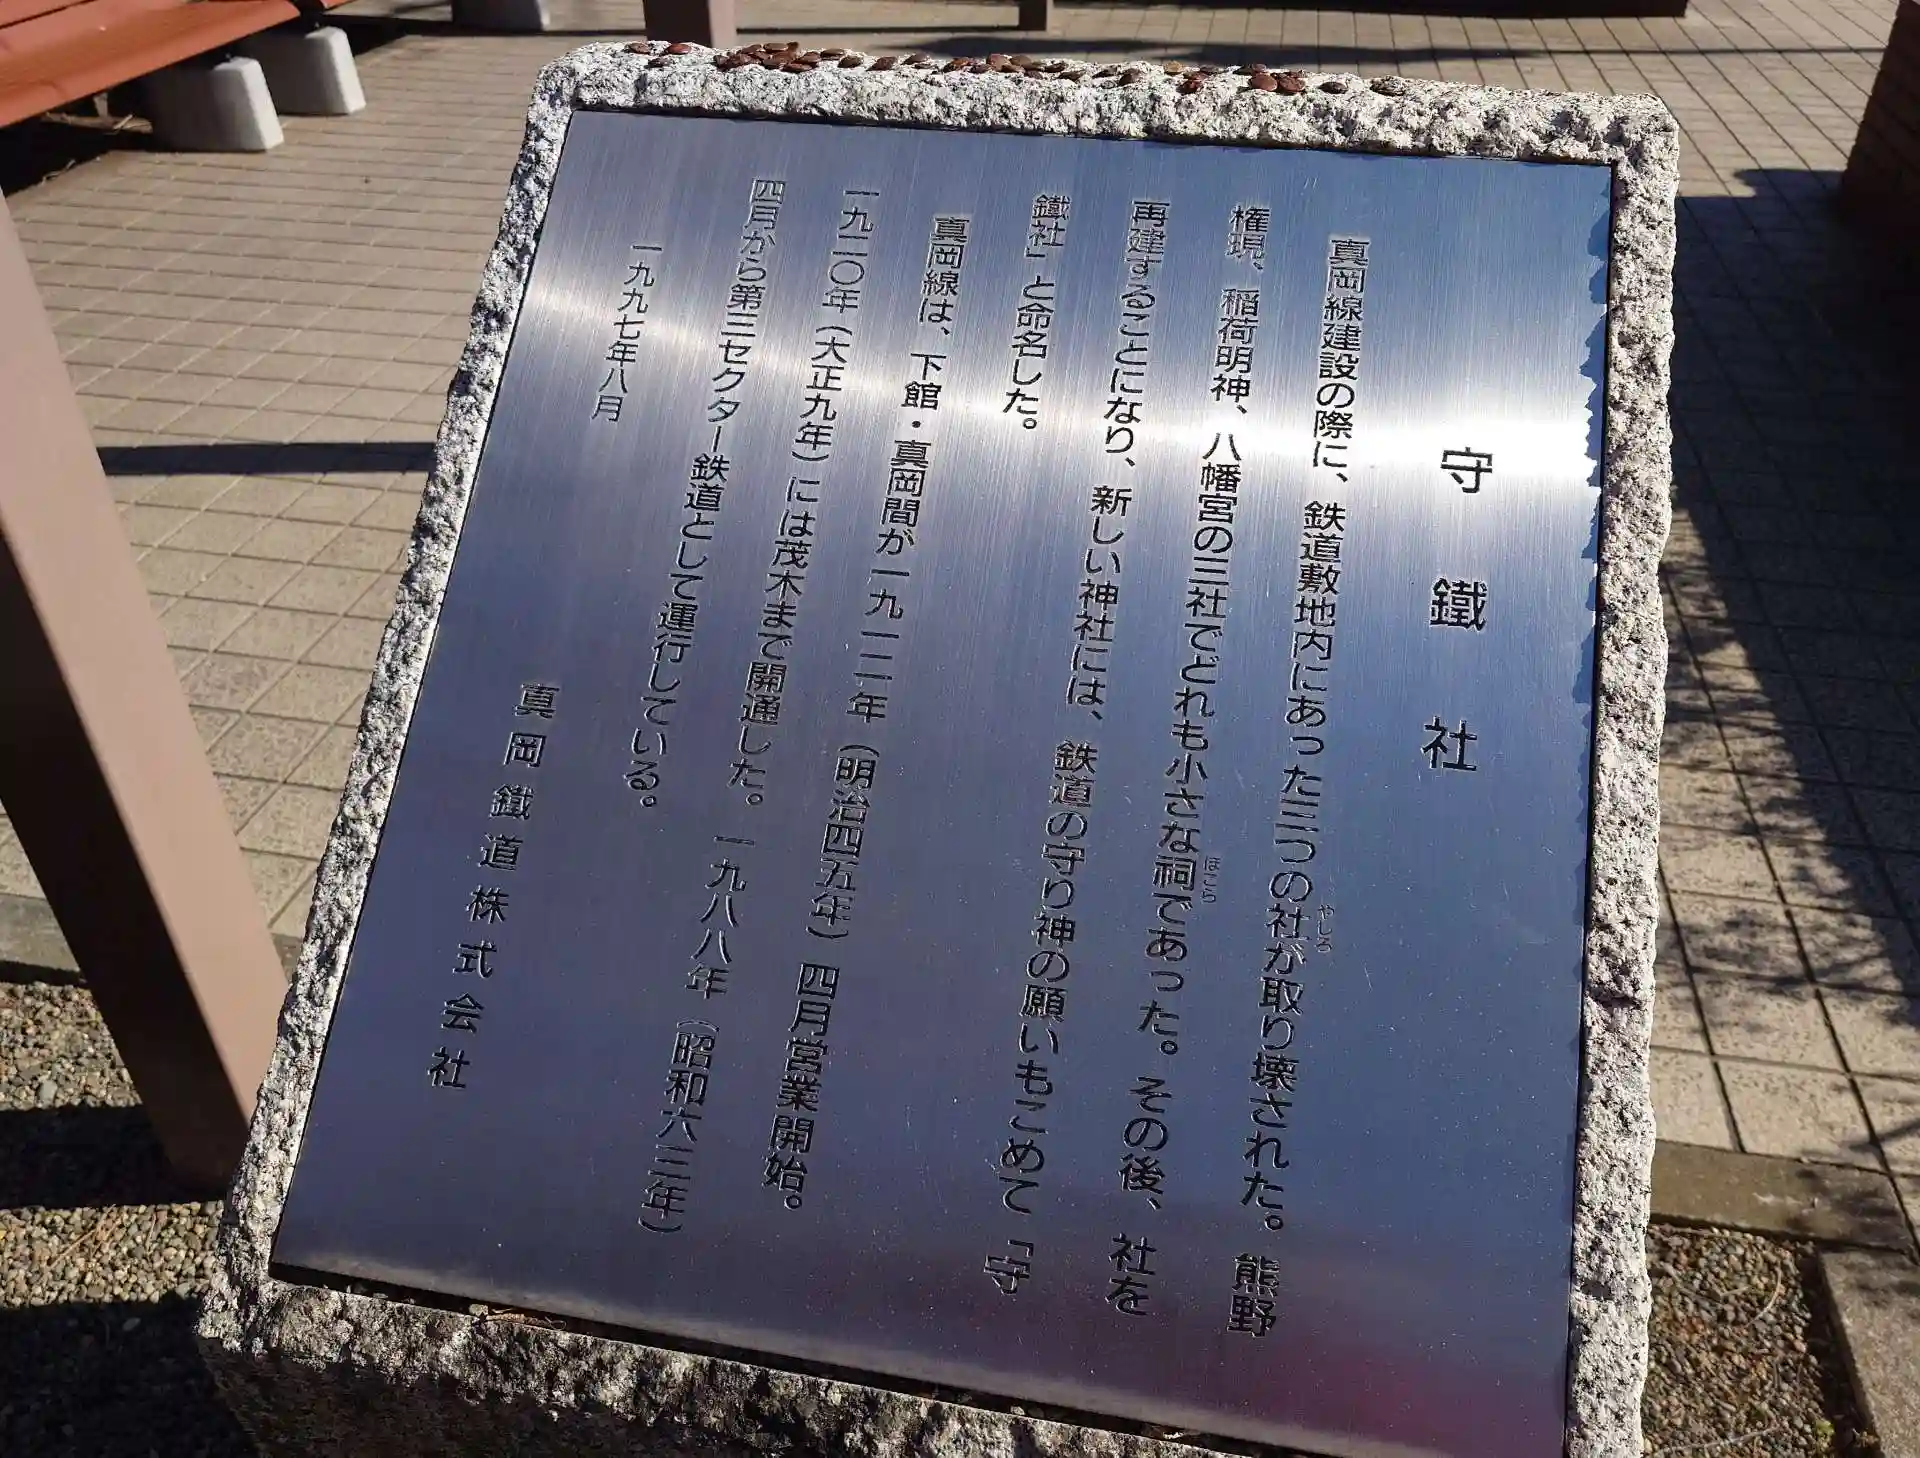 守鐵社
真岡線建設の際に、鉄道敷地内にあった三つの社が取り壊された。熊野
やしろ
権現、稲荷明神、八幡宮の三社でどれも小さな祠であった。その後、社を
ほこら
再建することになり、新しい神社には、鉄道の守り神の願いもこめて「守
鐵社」と命名した。
真岡線は、下館・真岡間が一九一二年（明治四五年）四月営業開始。
一九二〇年（大正九年）には茂木まで開通した。一九八八年（昭和六三年）
四月から第三セクター鉄道として運行している。
一九九七年八月
真岡鐵道株式会社